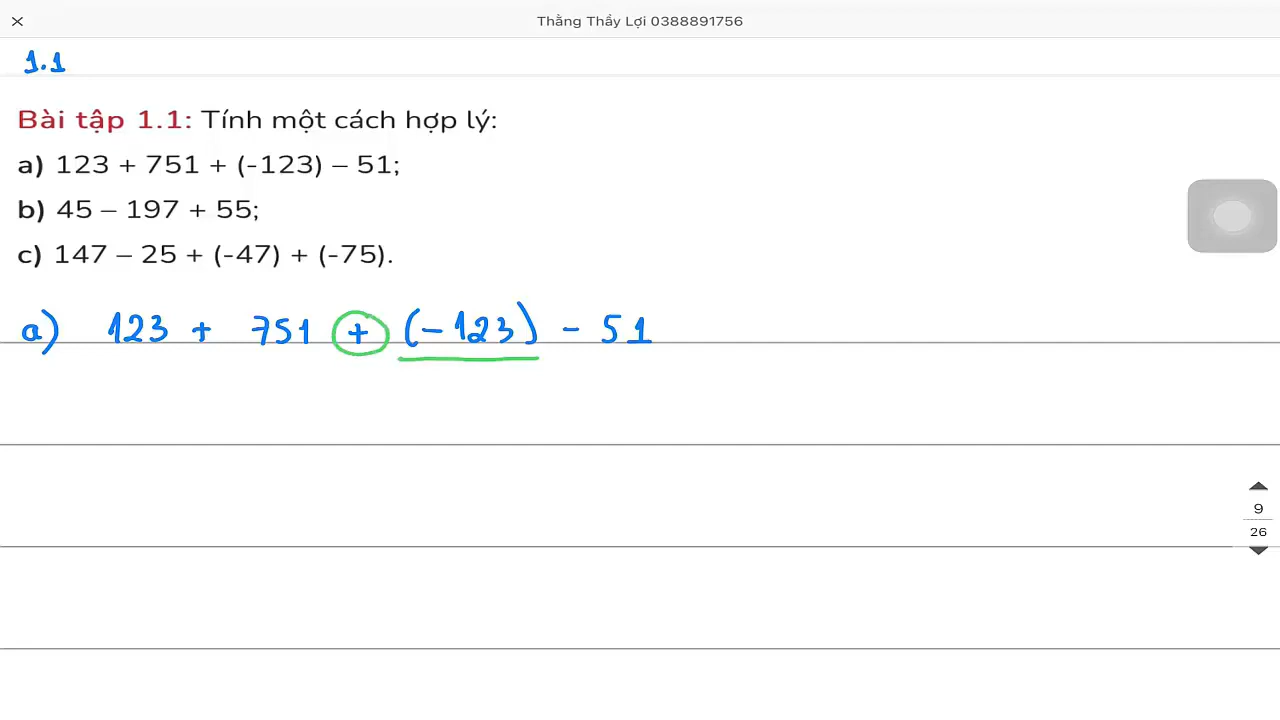 ×
Thằng Thầy Lợi 0388891756
1.1
Bài tập 1.1: Tính một cách hợp lý:
a) 123 + 751 + (-123) – 51;
b) 45 – 197 + 55;
c) 147 – 25 + (-47) + (-75).
a) 123 + 751 + (-123) - 51
9
26